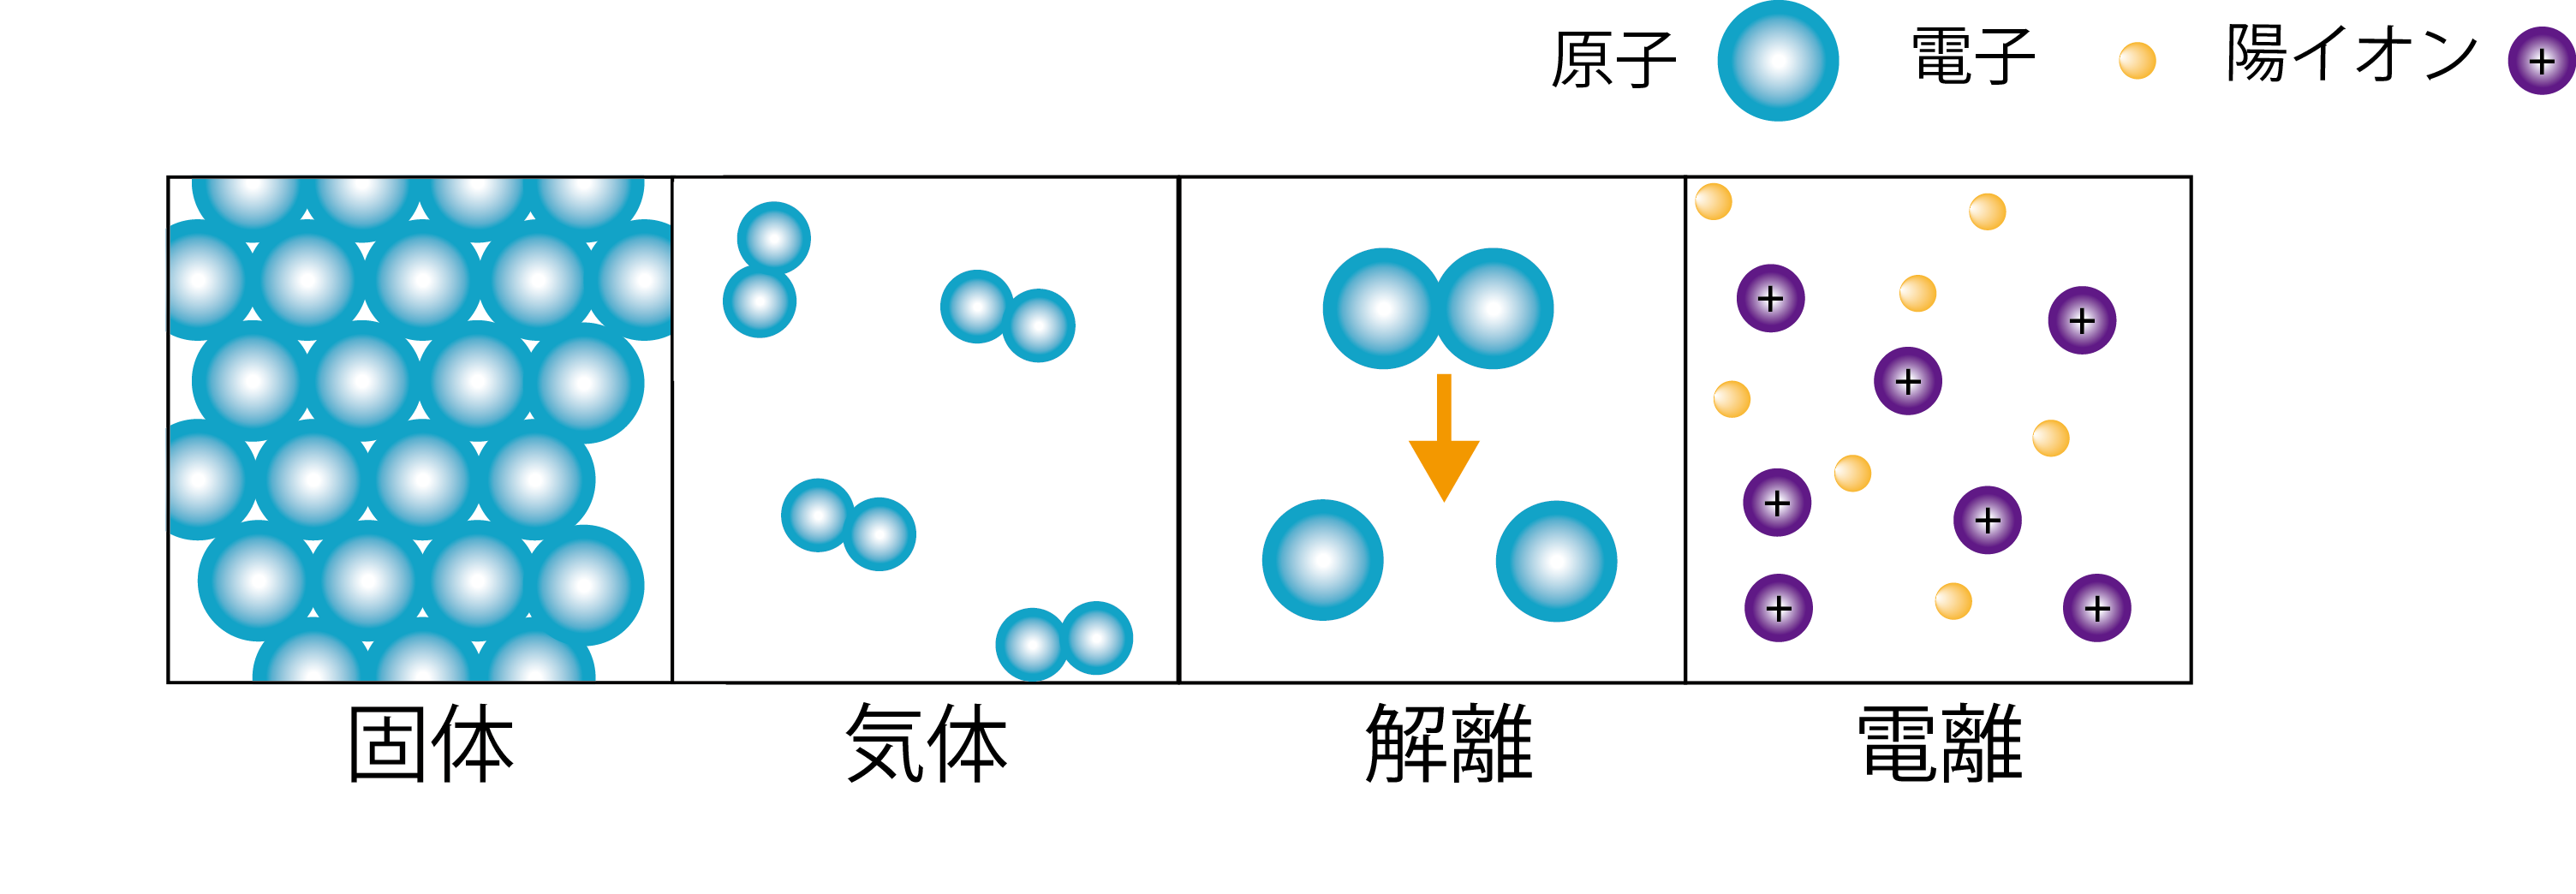 原子 電子 陽イオン +
+ + + + + + +
固体 気体 解離 電離